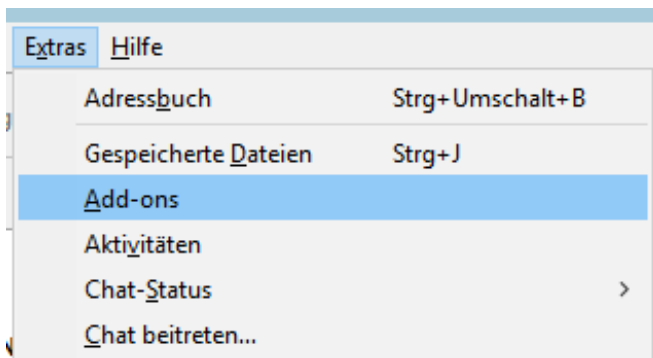 Extras Hilfe
Adressbuch Strg+Umschalt+B
Gespeicherte Dateien Strg+J
Add-ons
Aktivitäten
Chat-Status
Chat beitreten...